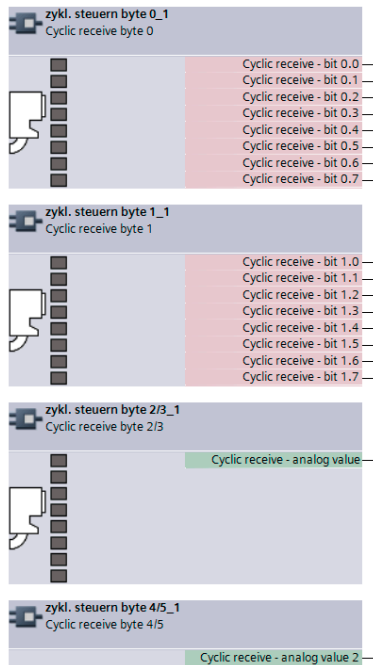 zykl. steuern byte 0_1
Cyclic receive byte 0
Cyclic receive - bit 0.0
Cyclic receive - bit 0.1
Cyclic receive - bit 0.2
Cyclic receive - bit 0.3
Cyclic receive - bit 0.4
Cyclic receive - bit 0.5
Cyclic receive - bit 0.6
Cyclic receive - bit 0.7
zykl. steuern byte 1_1
Cyclic receive byte 1
Cyclic receive - bit 1.0
Cyclic receive - bit 1.1
Cyclic receive - bit 1.2
Cyclic receive - bit 1.3
Cyclic receive - bit 1.4
Cyclic receive - bit 1.5
Cyclic receive - bit 1.6
Cyclic receive - bit 1.7
zykl. steuern byte 2/3_1
Cyclic receive byte 2/3
Cyclic receive - analog value
zykl. steuern byte 4/5_1
Cyclic receive byte 4/5
Cyclic receive - analog value 2